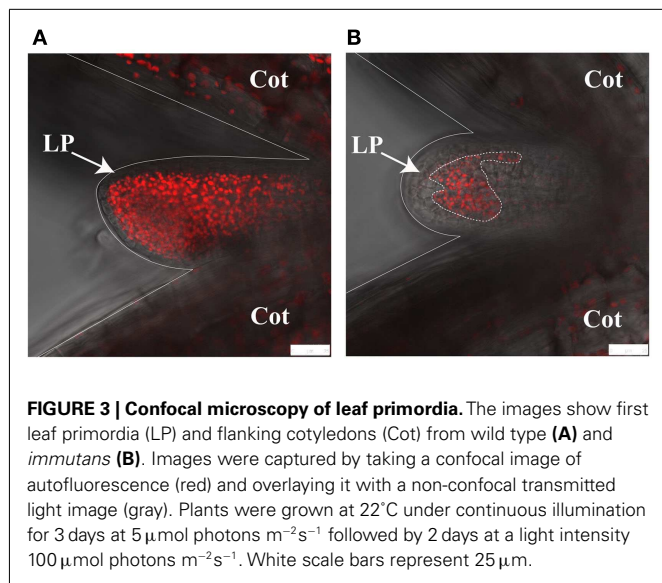 A
B
Cot
Cot
LP
LP
Cot
Cot
FIGURE 3 | Confocal microscopy of leaf primordia. The images show first
leaf primordia (LP) and flanking cotyledons (Cot) from wild type (A) and
immutans (B). Images were captured by taking a confocal image of
autofluorescence (red) and overlaying it with a non-confocal transmitted
light image (gray). Plants were grown at 22˚C under continuous illumination
for 3 days at 5 μmol photons m⁻²s⁻¹ followed by 2 days at a light intensity
100 μmol photons m⁻²s⁻¹. White scale bars represent 25 μm.